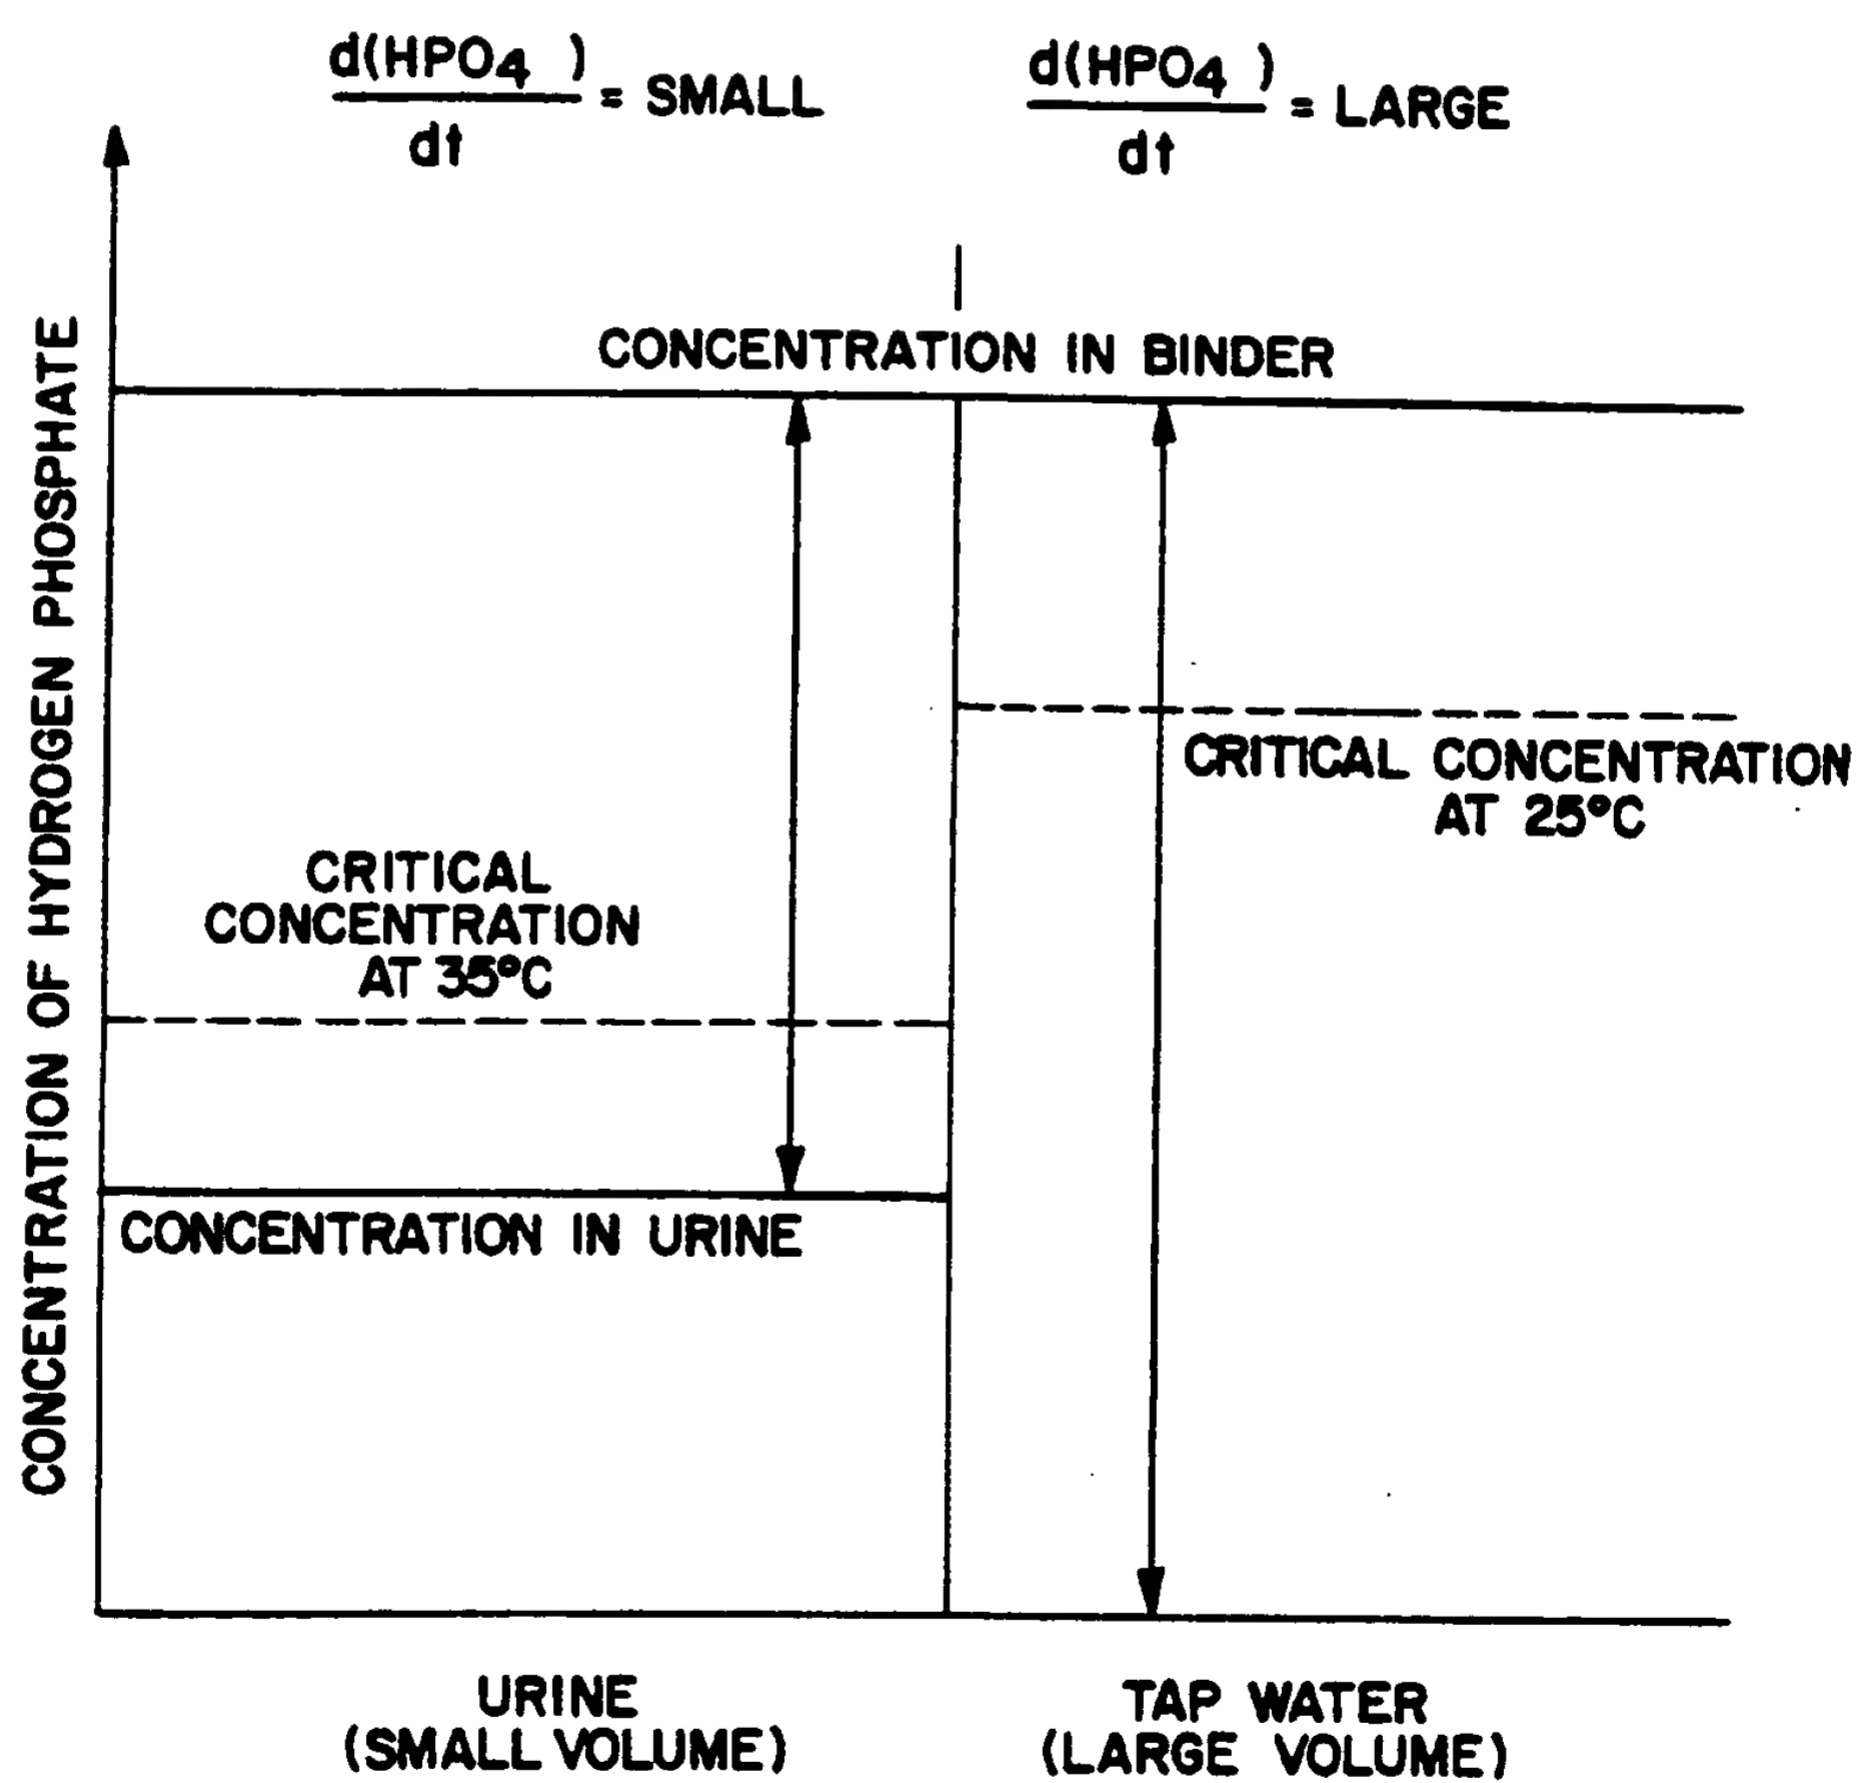 d(HPO4 )
dt
= SMALL
d(HPO4 )
dt
= LARGE
CONCENTRATION IN BINDER
CONCENTRATION OF HYDROGEN PHOSPHATE
CRITICAL CONCENTRATION
AT 25°C
CRITICAL
CONCENTRATION
AT 35°C
CONCENTRATION IN URINE
URINE
(SMALL VOLUME)
TAP WATER
(LARGE VOLUME)